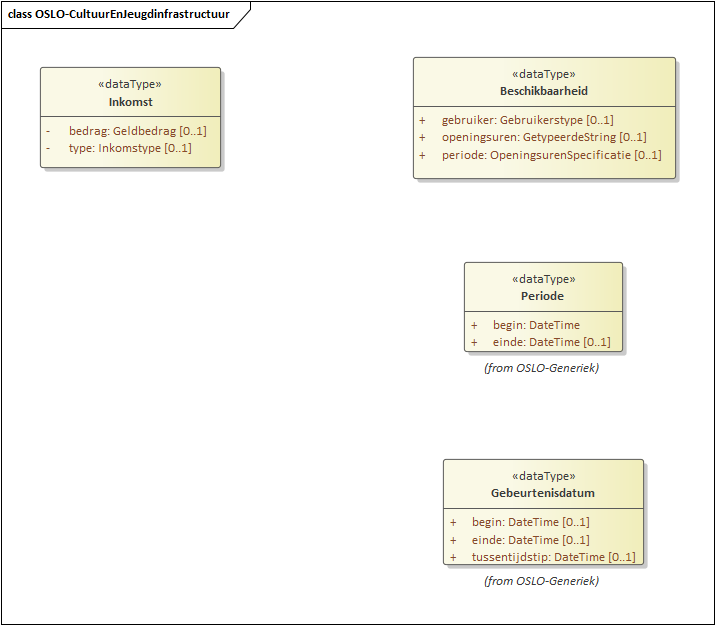 class OSLO-CultuurEnJeugdinfrastructuur
«dataType»
Inkomst
- bedrag: Geldbedrag [0..1]
- type: Inkomstype [0..1]
«dataType»
Beschikbaarheid
+ gebruiker: Gebruikerstype [0..1]
+ openingsuren: GetypeerdeString [0..1]
+ periode: OpeningsurenSpecificatie [0..1]
«dataType»
Periode
+ begin: DateTime
+ einde: DateTime [0..1]
(from OSLO-Generiek)
«dataType»
Gebeurtenisdatum
+ begin: DateTime [0..1]
+ einde: DateTime [0..1]
+ tussentijdstip: DateTime [0..1]
(from OSLO-Generiek)